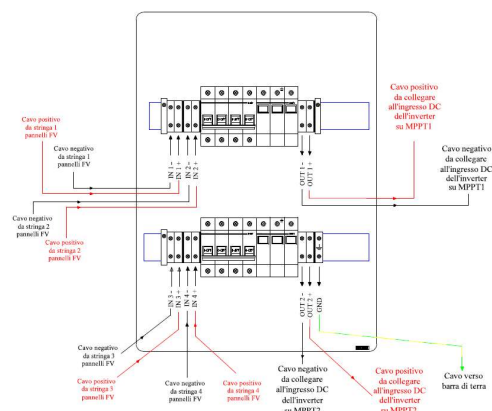 Cavo positivo
da collegare
all'ingresso DC
dell'inverter
su MPPT1
Cavo positivo
da stringa 1
pannelli FV
Cavo negativo
da stringa 1
pannelli FV
Cavo negativo
da collegare
all'ingresso DC
dell'inverter
su MPPT1
IN 1 -
IN 1 +
IN 2 -
IN 2 +
OUT 1 -
OUT 1 +
Cavo negativo
da stringa 2
pannelli FV
Cavo positivo
da stringa 2
pannelli FV
IN 3 -
IN 3 +
IN 4 -
IN 4 +
OUT 2 -
OUT 2 +
GND
Cavo negativo
da stringa 3
pannelli FV
Cavo positivo
da stringa 3
pannelli FV
Cavo negativo
da stringa 4
pannelli FV
Cavo positivo
da stringa 4
pannelli FV
Cavo negativo
da collegare
all'ingresso DC
dell'inverter
su MPPT2
Cavo positivo
da collegare
all'ingresso DC
dell'inverter
su MPPT2
Cavo verso
barra di terra